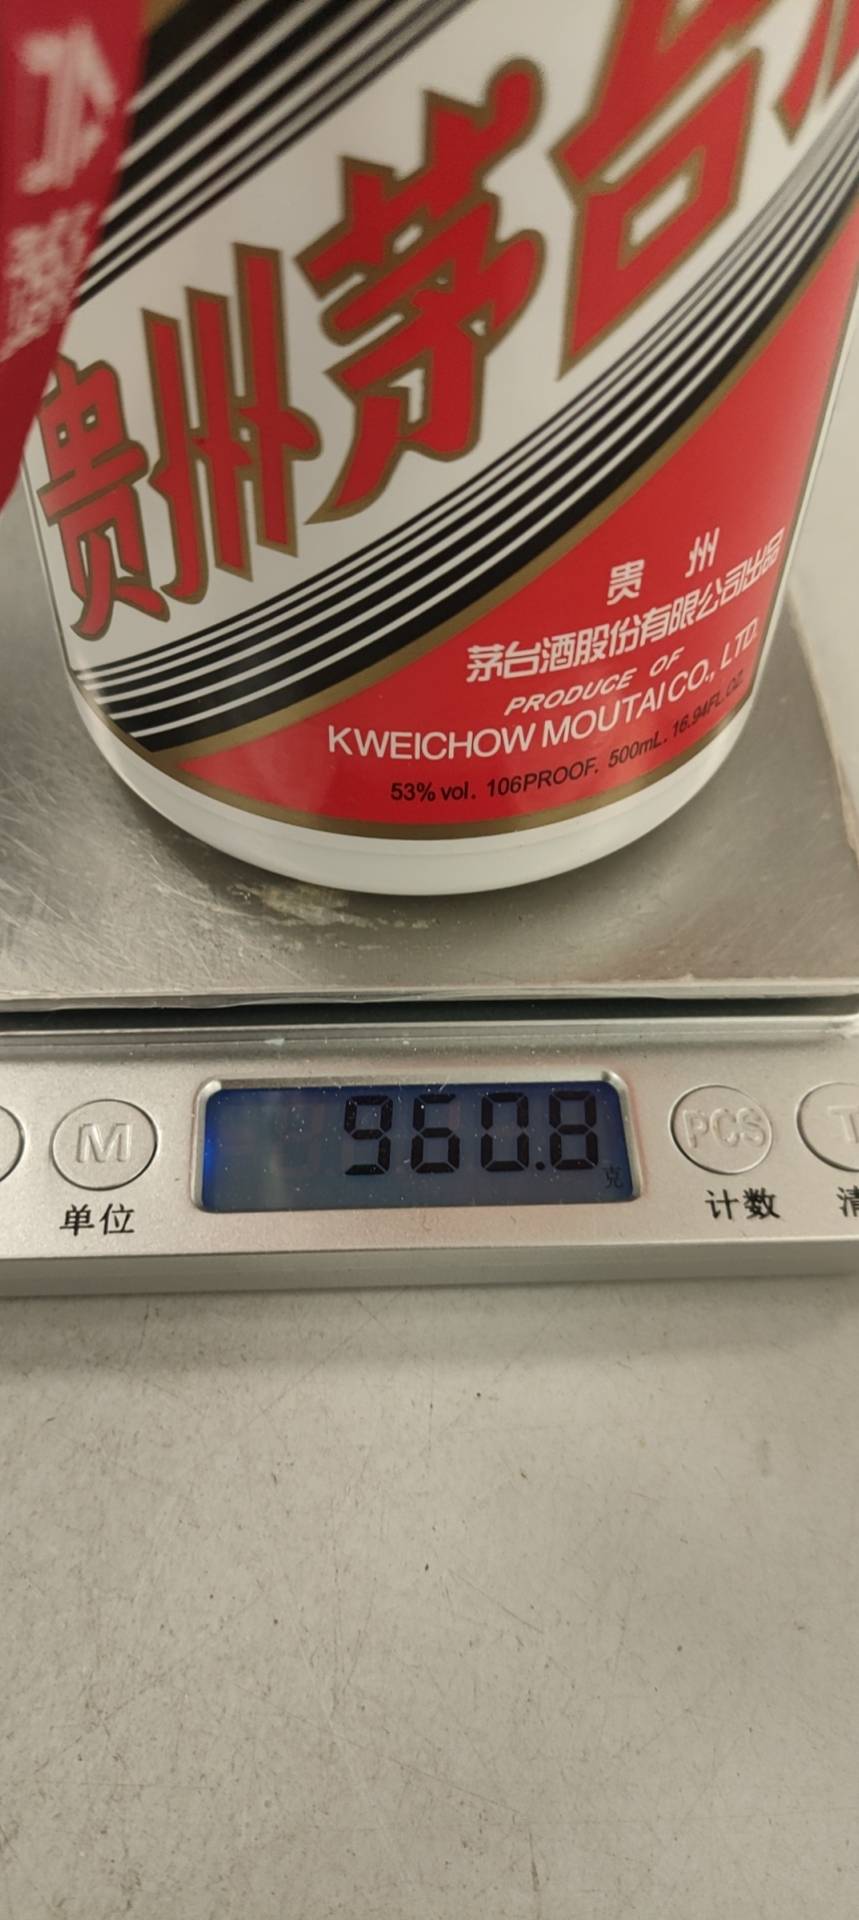 贵州茅台
贵 州
茅台酒股份有限公司出品
PRODUCE OF
KWEICHOW MOUTAI CO., LTD.
53% vol. 106PROOF. 500mL. 16.94FL.OZ.
960.8
克
M
PCS
T
单位
计数
清